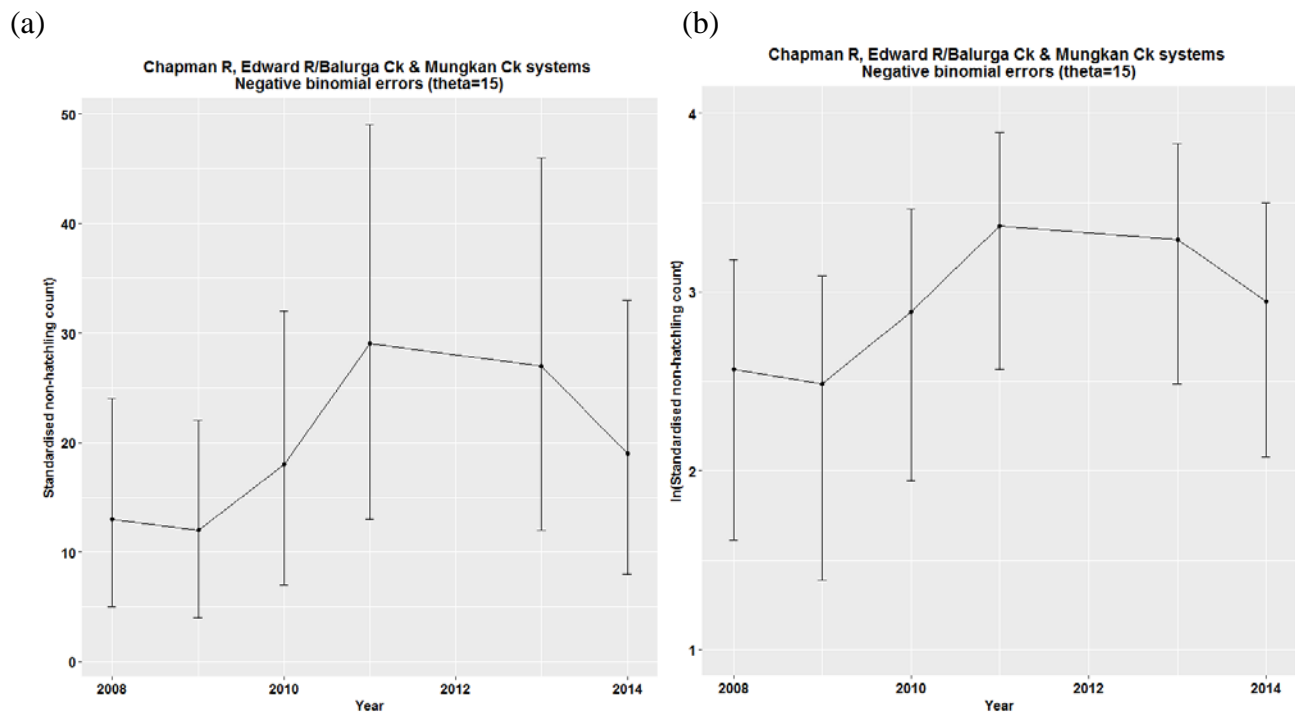 (a)
Chapman R, Edward R/Balurga Ck & Mungkan Ck systems
Negative binomial errors (theta=15)
Standardised non-hatchling count)
50
40
30
20
10
0
2008 2010 2012 2014
Year
(b)
Chapman R, Edward R/Balurga Ck & Mungkan Ck systems
Negative binomial errors (theta=15)
ln(Standardised non-hatchling count)
4
3
2
1
2008 2010 2012 2014
Year